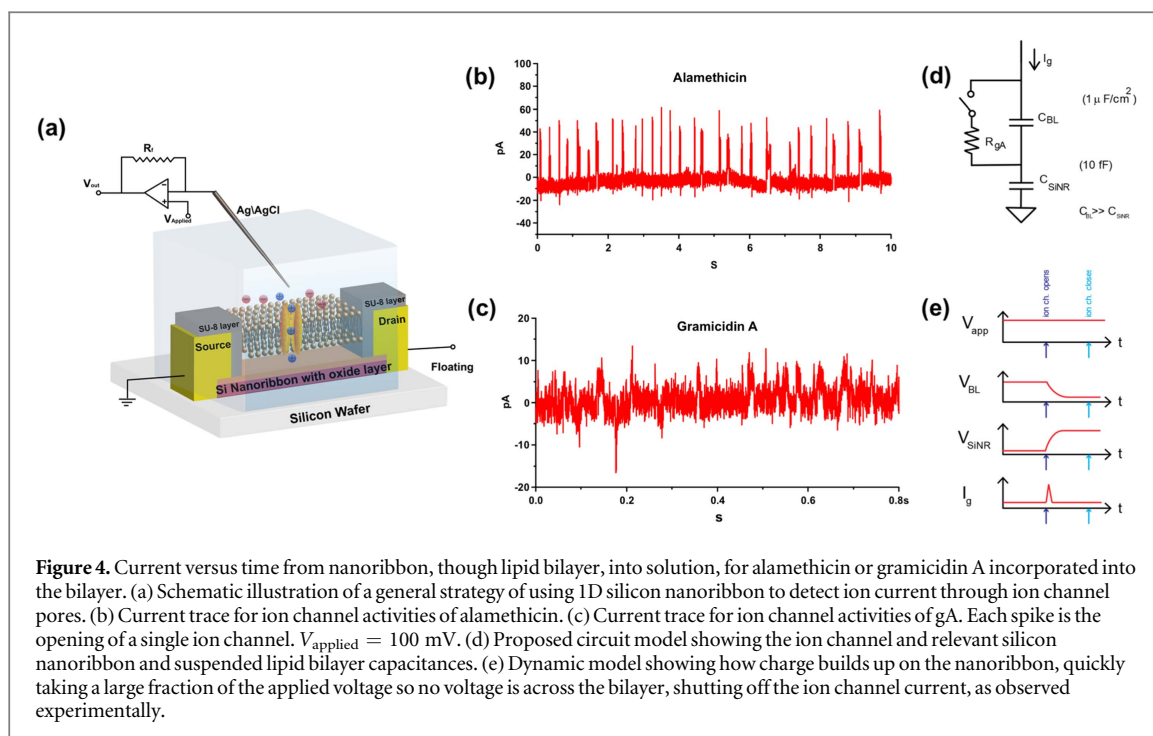 (a)
Rf
Vout
VApplied
Ag\AgCl
SU-8 layer
SU-8 layer
Source
Drain
Si Nanoribbon with oxide layer
Floating
Silicon Wafer
(b)
Alamethicin
pA
100
80
60
40
20
0
-20
-40
0 2 4 6 8 10
S
(c)
Gramicidin A
pA
20
10
0
-10
-20
0.0 0.2 0.4 0.6 0.8s
s
(d)
Ig
(1 μ F/cm2)
CBL
RgA
(10 fF)
CSiNR
CBL>> CSiNR
(e)
ion ch. opens
ion ch. closes
Vapp
t
VBL
t
VSiNR
t
Ig
t
Figure 4. Current versus time from nanoribbon, though lipid bilayer, into solution, for alamethicin or gramicidin A incorporated into
the bilayer. (a) Schematic illustration of a general strategy of using 1D silicon nanoribbon to detect ion current through ion channel
pores. (b) Current trace for ion channel activities of alamethicin. (c) Current trace for ion channel activities of gA. Each spike is the
opening of a single ion channel. Vapplied = 100 mV. (d) Proposed circuit model showing the ion channel and relevant silicon
nanoribbon and suspended lipid bilayer capacitances. (e) Dynamic model showing how charge builds up on the nanoribbon, quickly
taking a large fraction of the applied voltage so no voltage is across the bilayer, shutting off the ion channel current, as observed
experimentally.